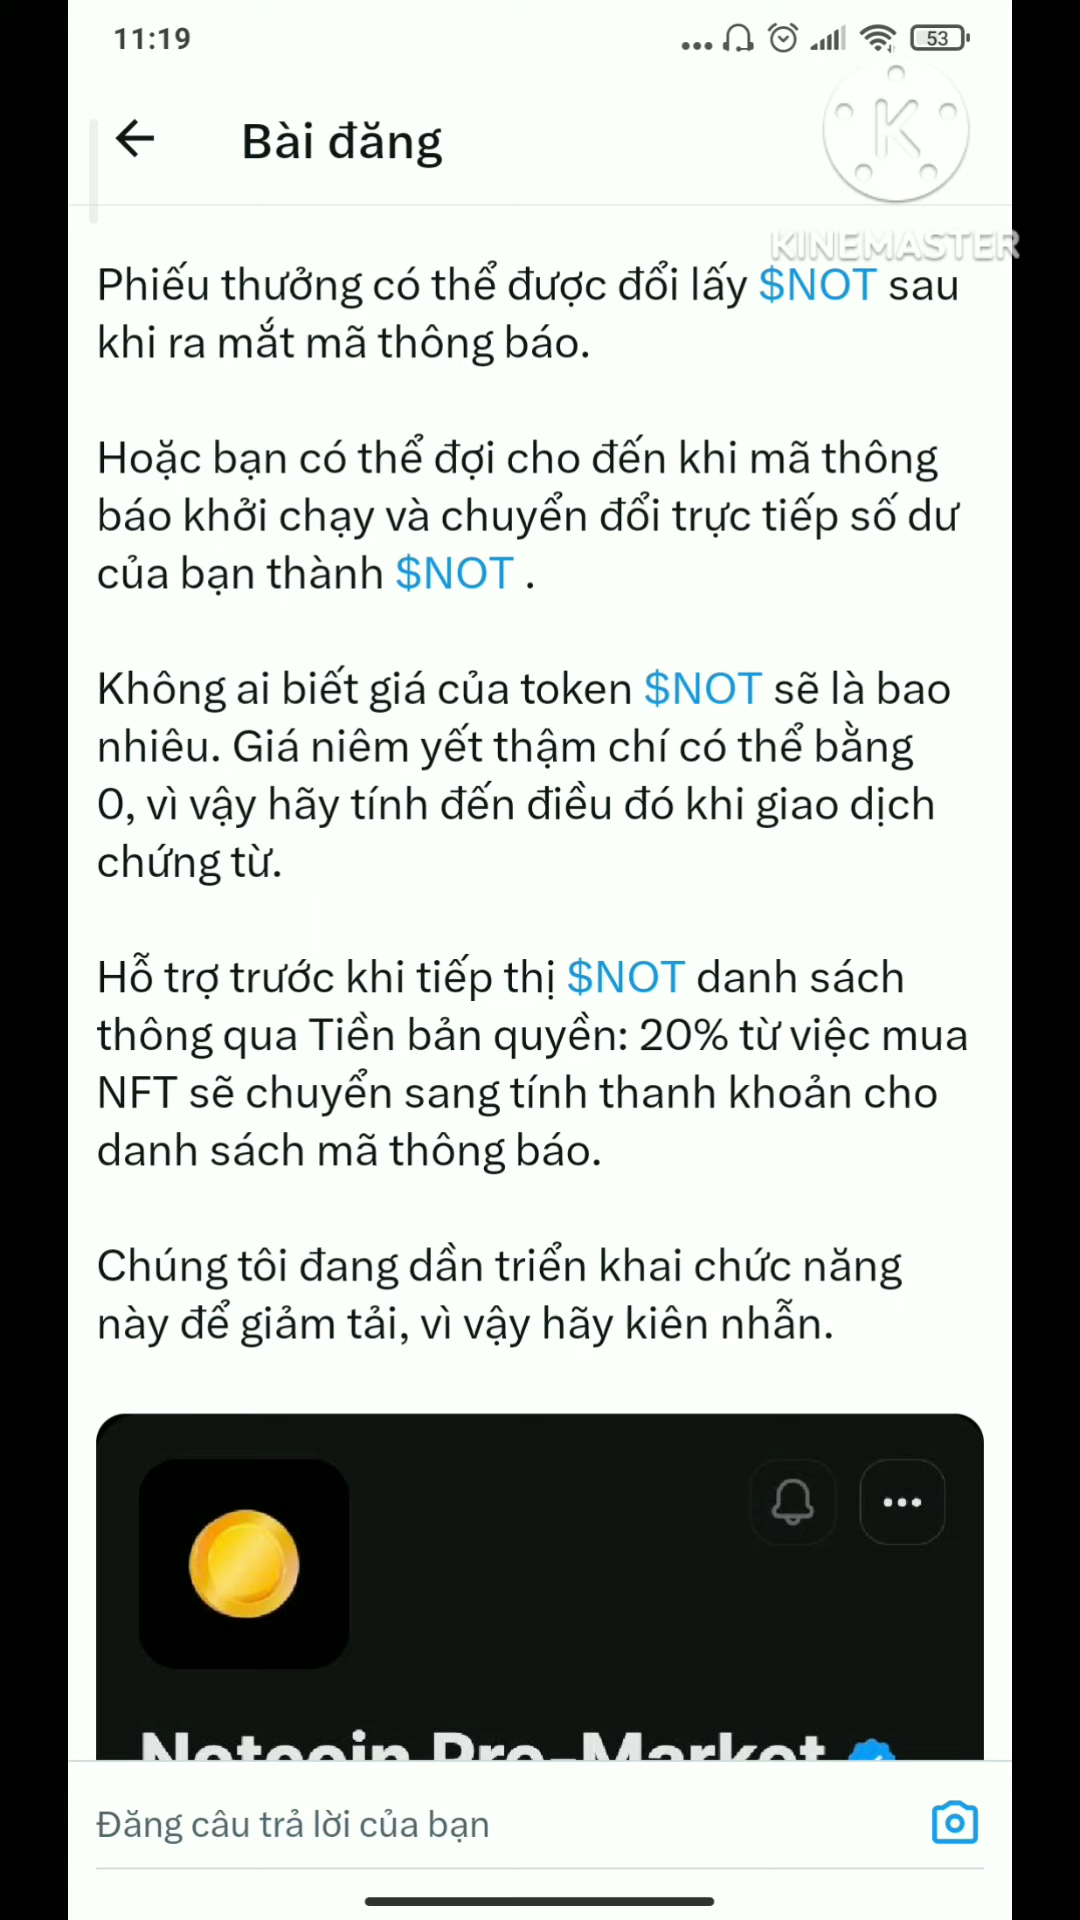 11:19
53
Bài đăng
K
KINEMASTER
Phiếu thưởng có thể được đổi lấy $NOT sau
khi ra mắt mã thông báo.
Hoặc bạn có thể đợi cho đến khi mã thông
báo khởi chạy và chuyển đổi trực tiếp số dư
của bạn thành $NOT .
Không ai biết giá của token $NOT sẽ là bao
nhiêu. Giá niêm yết thậm chí có thể bằng
0, vì vậy hãy tính đến điều đó khi giao dịch
chứng từ.
Hỗ trợ trước khi tiếp thị $NOT danh sách
thông qua Tiền bản quyền: 20% từ việc mua
NFT sẽ chuyển sang tính thanh khoản cho
danh sách mã thông báo.
Chúng tôi đang dần triển khai chức năng
này để giảm tải, vì vậy hãy kiên nhẫn.
Notcoin Pre-Market
Đăng câu trả lời của bạn